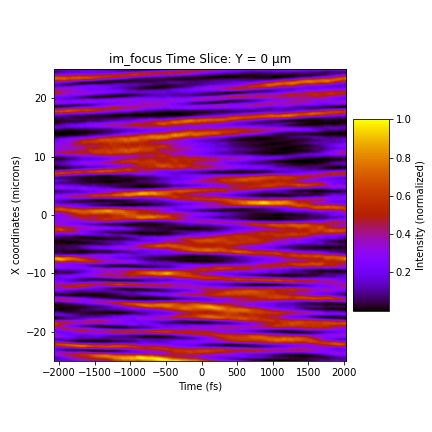 im_focus Time Slice: Y = 0 μm
20
10
0
−10
−20
X coordinates (microns)
−2000 −1500 −1000 −500 0 500 1000 1500 2000
Time (fs)
1.0
0.8
0.6
0.4
0.2
Intensity (normalized)